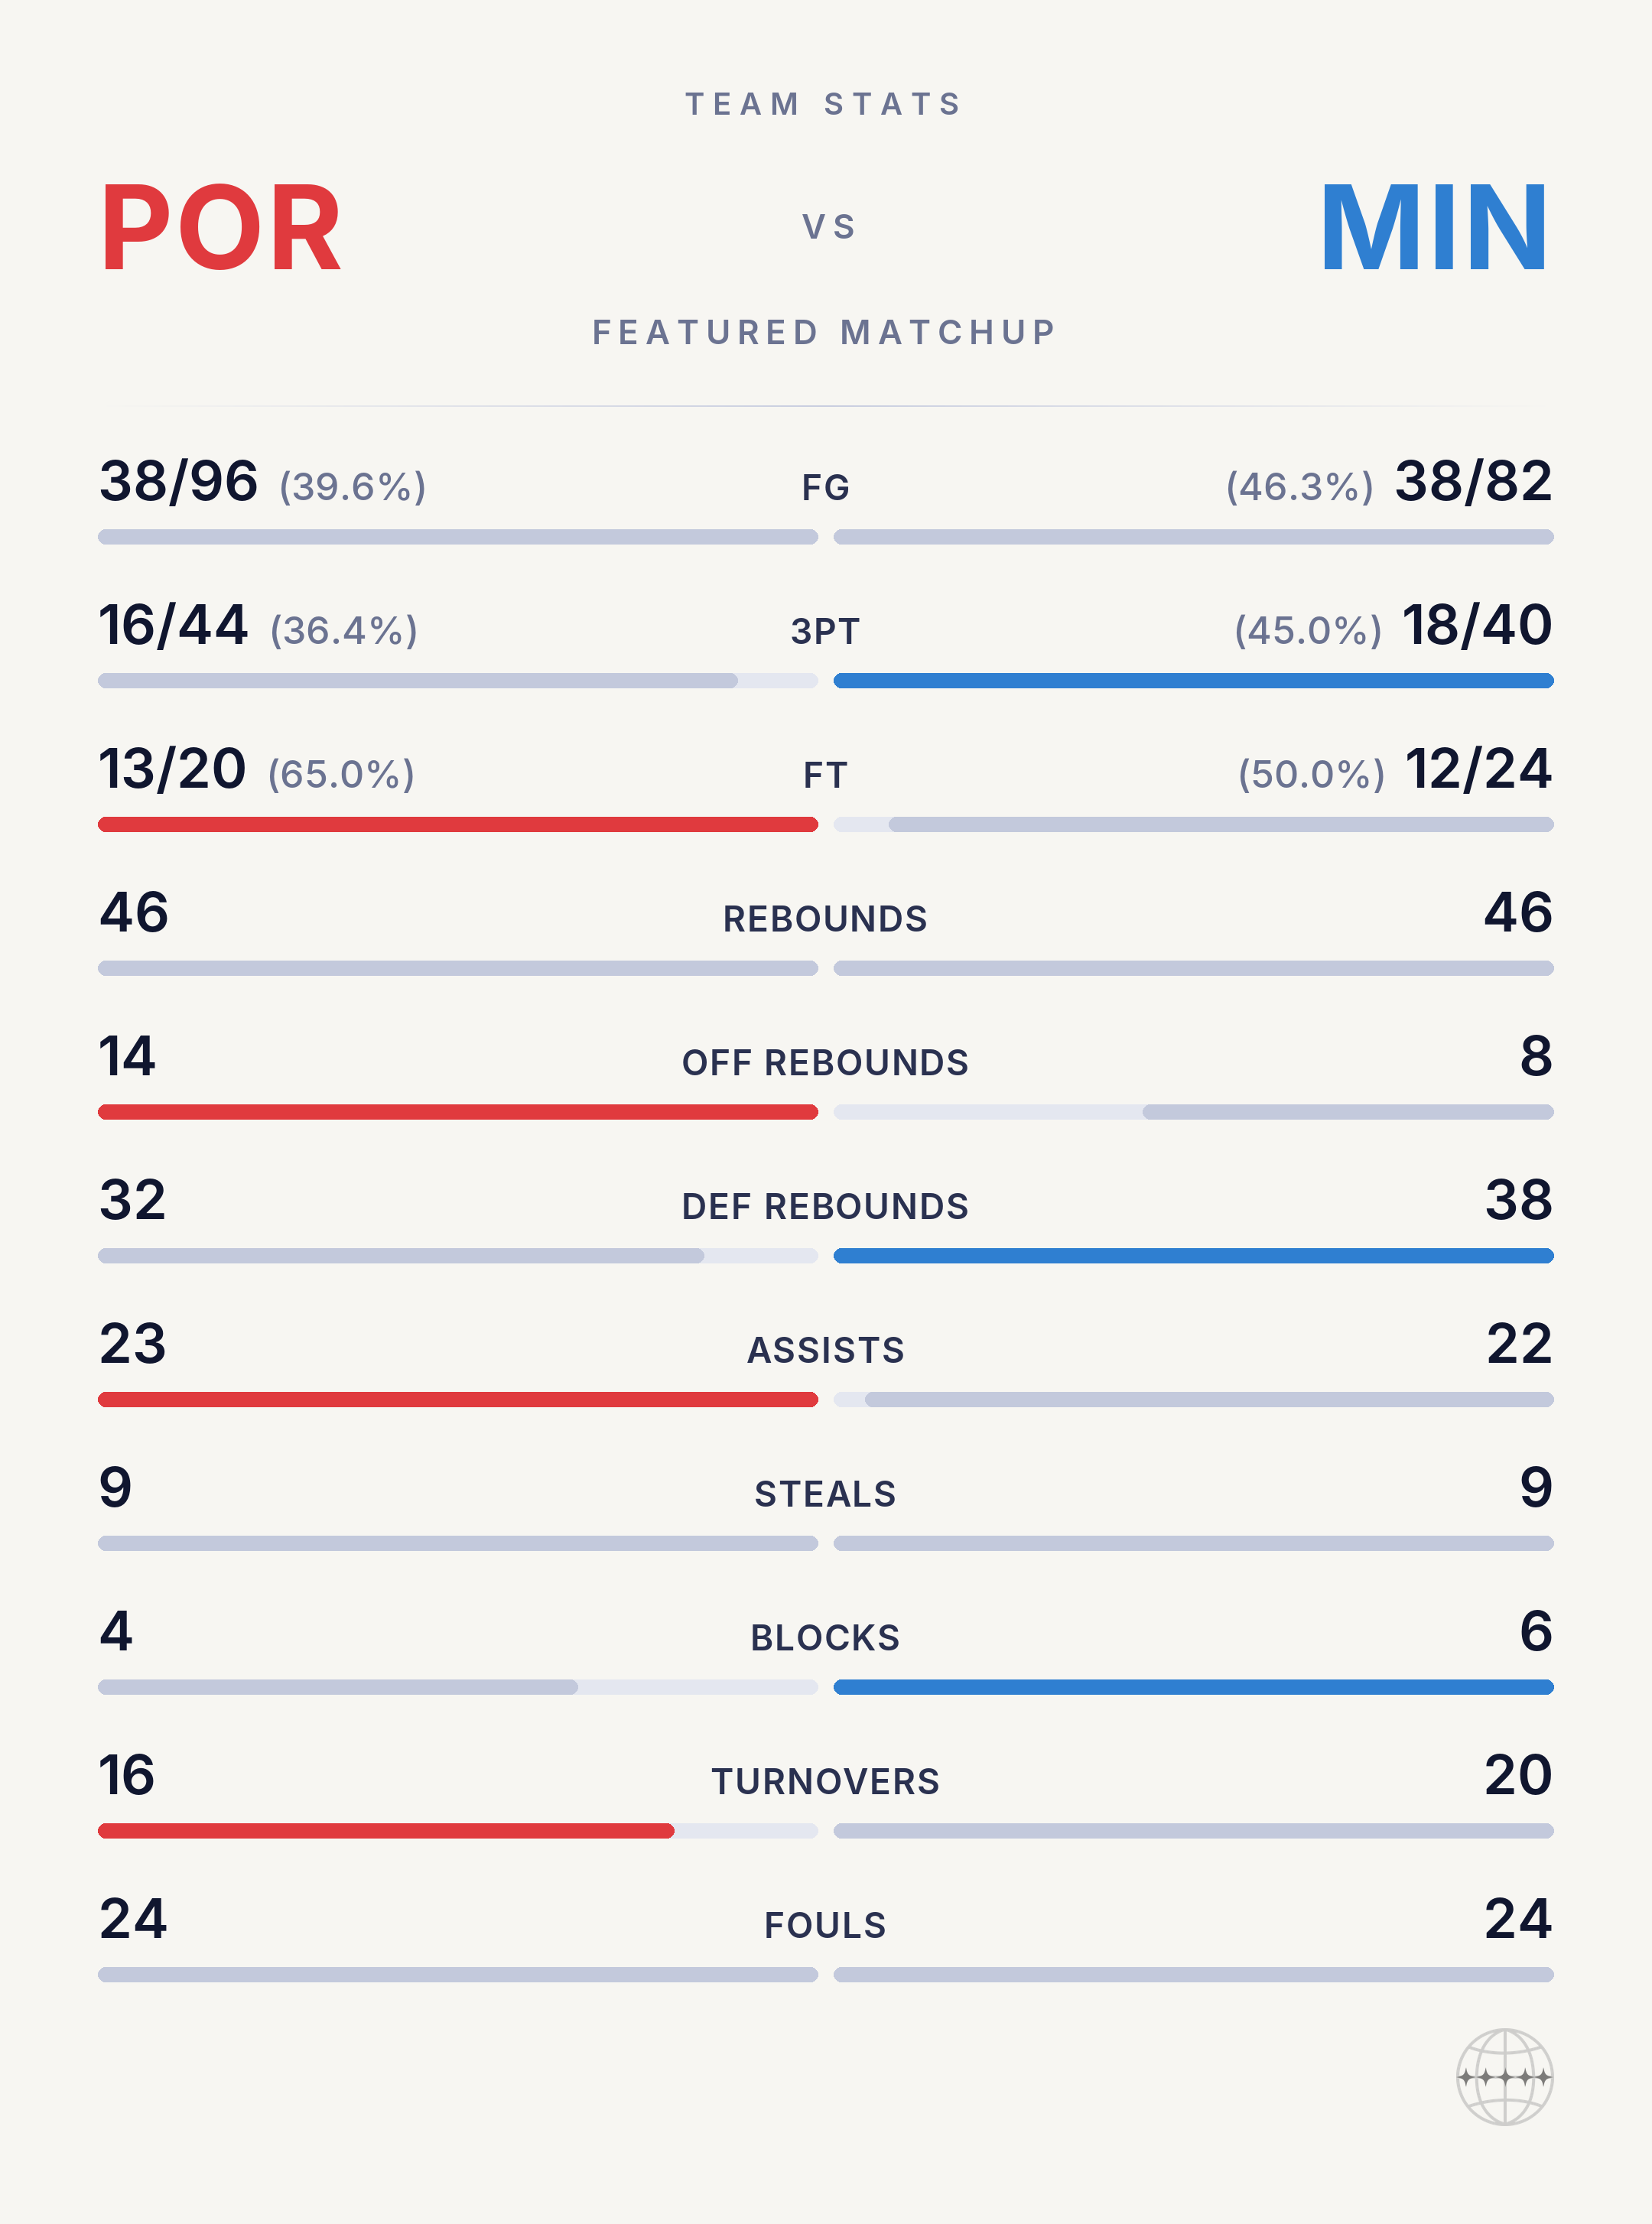 TEAM STATS
POR VS MIN
FEATURED MATCHUP
38/96 (39.6%) FG (46.3%) 38/82
16/44 (36.4%) 3PT (45.0%) 18/40
13/20 (65.0%) FT (50.0%) 12/24
46 REBOUNDS 46
14 OFF REBOUNDS 8
32 DEF REBOUNDS 38
23 ASSISTS 22
9 STEALS 9
4 BLOCKS 6
16 TURNOVERS 20
24 FOULS 24